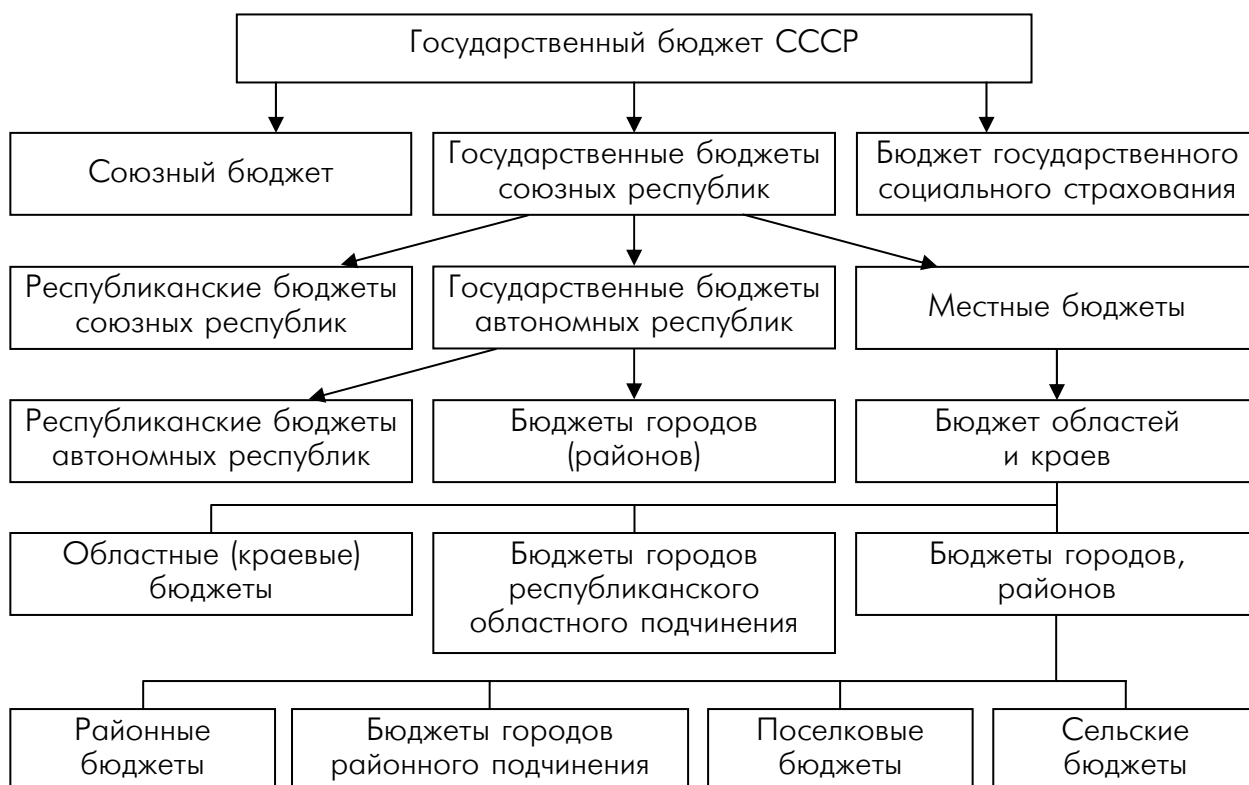 Государственный бюджет СССР
Союзный бюджет
Государственные бюджеты
союзных республик
Бюджет государственного
социального страхования
Республиканские бюджеты
союзных республик
Государственные бюджеты
автономных республик
Местные бюджеты
Республиканские бюджеты
автономных республик
Бюджеты городов
(районов)
Бюджет областей
и краев
Областные (краевые)
бюджеты
Бюджеты городов
республиканского
областного подчинения
Бюджеты городов,
районов
Районные
бюджеты
Бюджеты городов
районного подчинения
Поселковые
бюджеты
Сельские
бюджеты